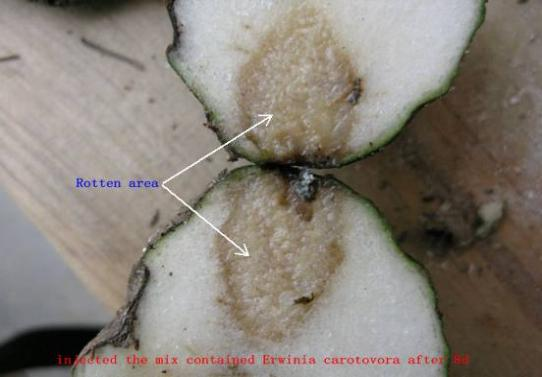 Rotten area
injected the mix contained Erwinia carotovora after 8d